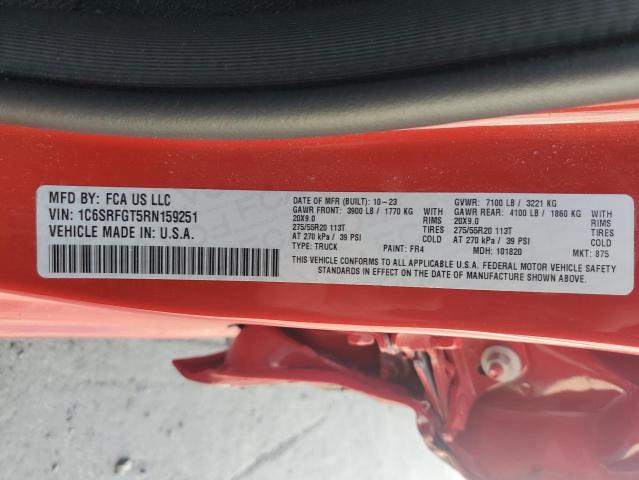 MFD BY: FCA US LLC
VIN: 1C6SRFGT5RN159251
VEHICLE MADE IN: U.S.A.
DATE OF MFR (BUILT): 10-23 GVWR: 7100 LB / 3221 KG
GAWR FRONT: 3900 LB / 1770 KG WITH GAWR REAR: 4100 LB / 1860 KG WITH
20X9.0 RIMS 20X9.0 RIMS
275/55R20 113T TIRES 275/55R20 113T TIRES
AT 270 kPa / 39 PSI COLD AT 270 kPa / 39 PSI COLD
TYPE: TRUCK PAINT: FR4 MDH: 101820 MKT: 875
THIS VEHICLE CONFORMS TO ALL APPLICABLE U.S.A. FEDERAL MOTOR VEHICLE SAFETY
STANDARDS IN EFFECT ON THE DATE OF MANUFACTURE SHOWN ABOVE.